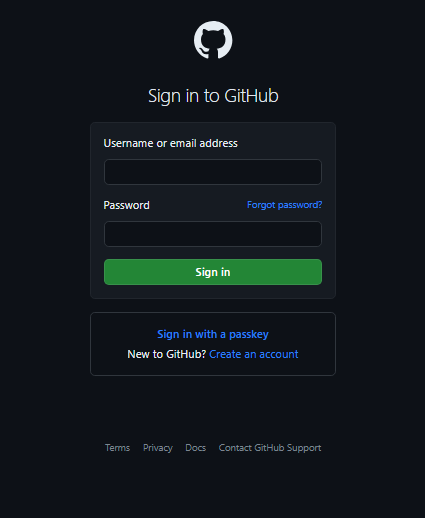 Sign in to GitHub
Username or email address
Password Forgot password?
Sign in
Sign in with a passkey
New to GitHub? Create an account
Terms Privacy Docs Contact GitHub Support